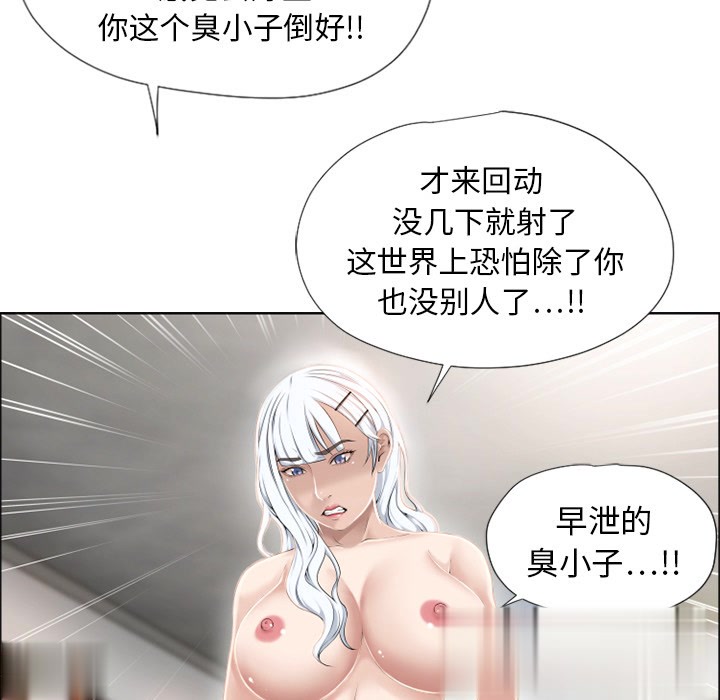 你这个臭小子倒好!!
才来回动
没几下就射了
这世界上恐怕除了你
也没别人了...!!
早泄的
臭小子...!!